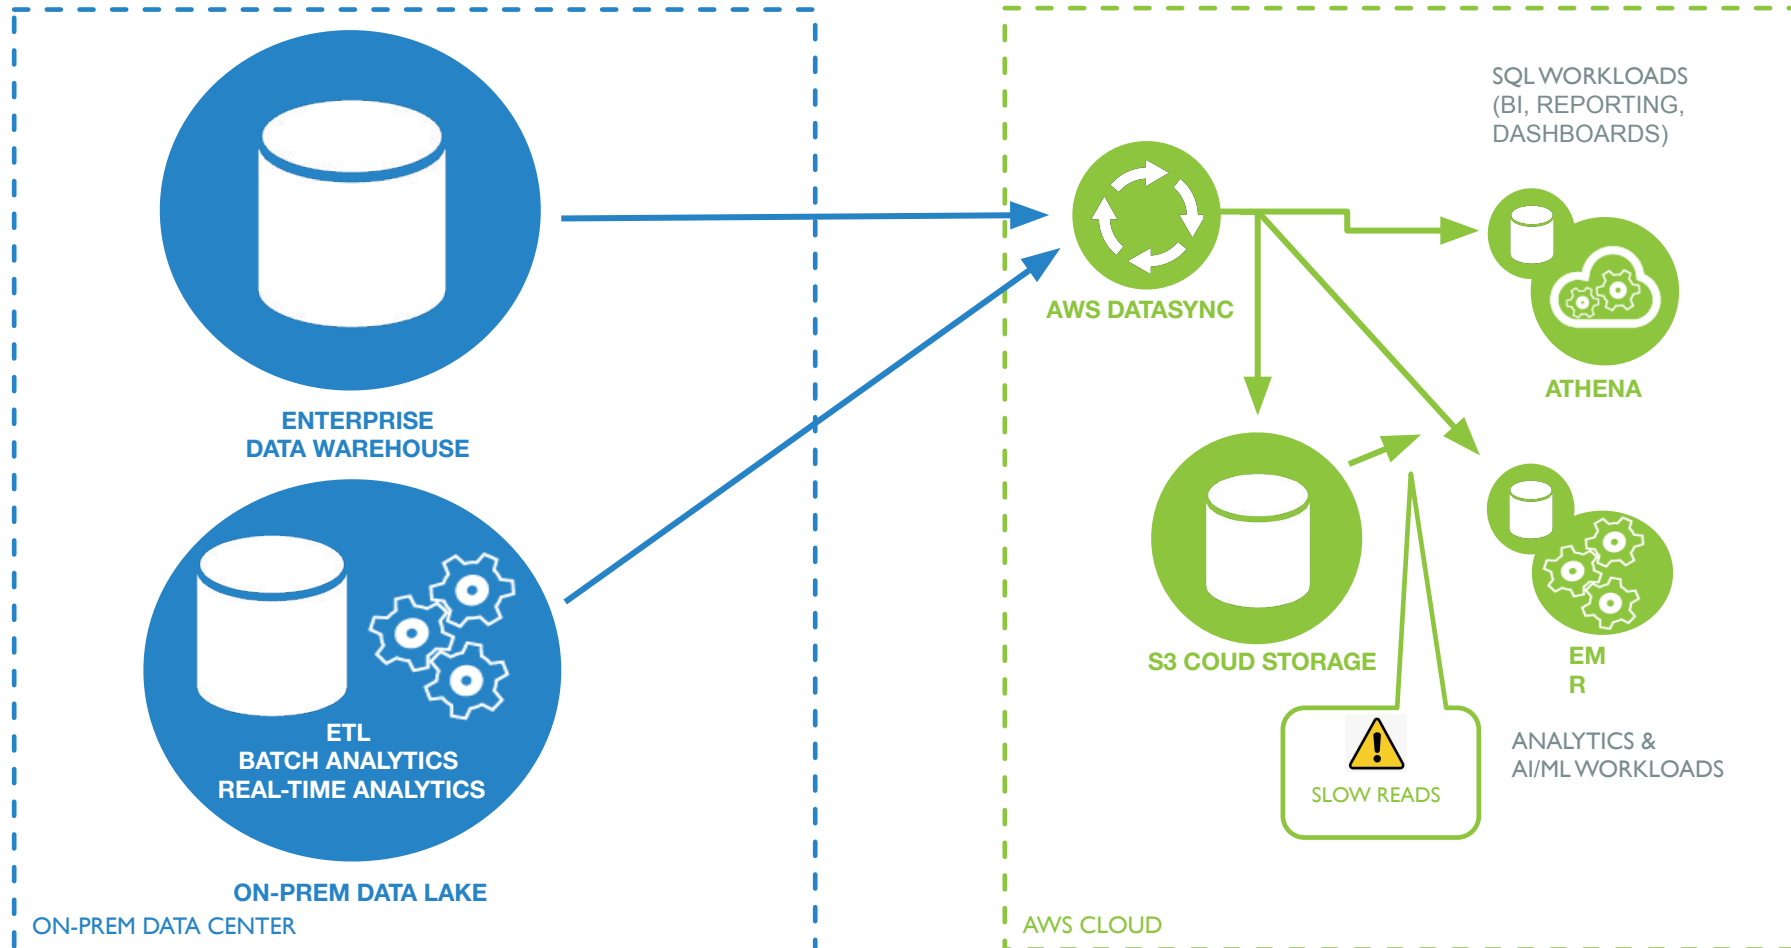 ENTERPRISE
DATA WAREHOUSE
ETL
BATCH ANALYTICS
REAL-TIME ANALYTICS
ON-PREM DATA LAKE
ON-PREM DATA CENTER
SQL WORKLOADS
(BI, REPORTING,
DASHBOARDS)
AWS DATASYNC
ATHENA
S3 COUD STORAGE
EM
R
SLOW READS
ANALYTICS &
AI/ML WORKLOADS
AWS CLOUD